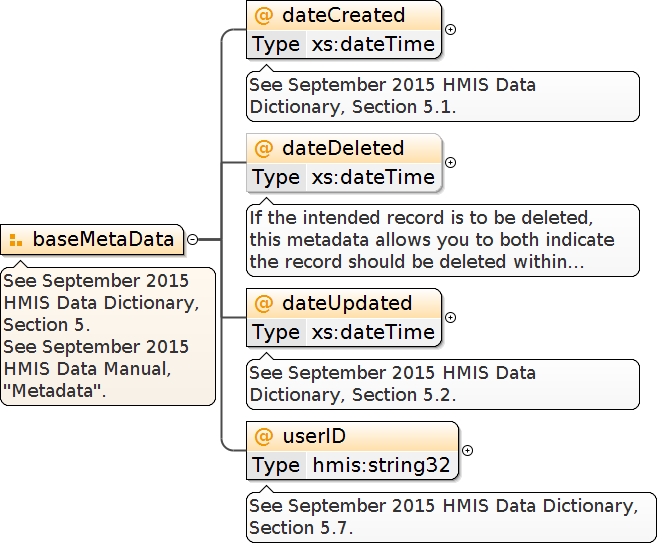 @ dateCreated
Type xs:dateTime
See September 2015 HMIS Data
Dictionary, Section 5.1.
@ dateDeleted
Type xs:dateTime
If the intended record is to be deleted,
this metadata allows you to both indicate
the record should be deleted within...
baseMetaData
See September 2015
HMIS Data Dictionary,
Section 5.
See September 2015
HMIS Data Manual,
"Metadata".
@ dateUpdated
Type xs:dateTime
See September 2015 HMIS Data
Dictionary, Section 5.2.
@ userID
Type hmis:string32
See September 2015 HMIS Data Dictionary,
Section 5.7.